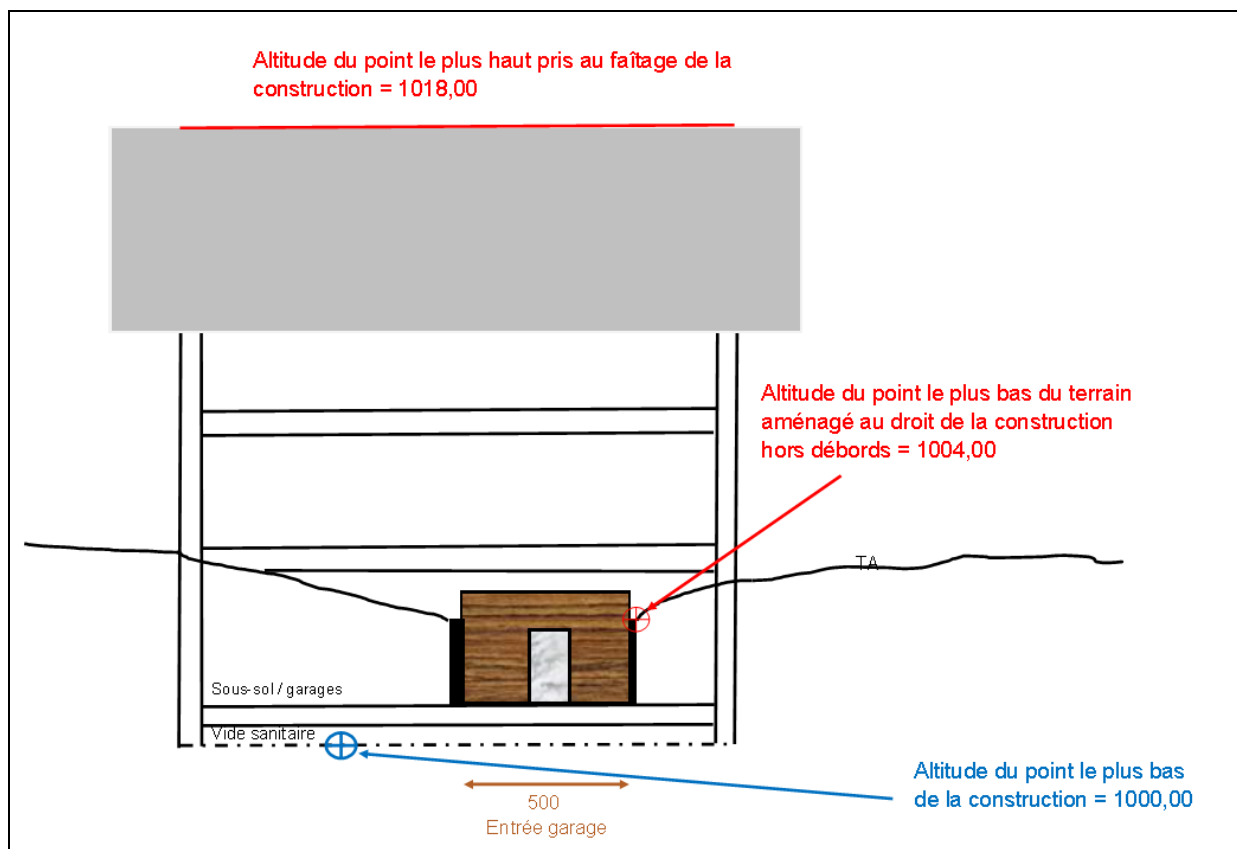 Altitude du point le plus haut pris au faîtage de la
construction = 1018,00
Altitude du point le plus bas du terrain
aménagé au droit de la construction
hors débords = 1004,00
TA
Sous-sol / garages
Vide sanitaire
Altitude du point le plus bas
de la construction = 1000,00
500
Entrée garage